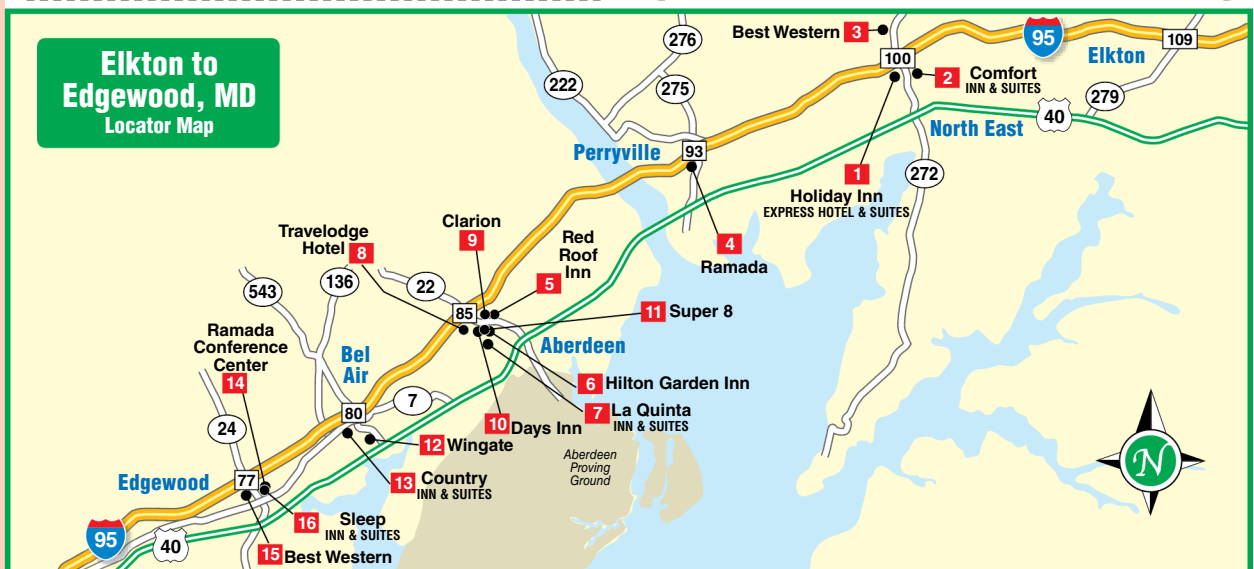 Elkton to
Edgewood, MD
Locator Map
276
Best Western 3
95
109
Elkton
100
2 Comfort
INN & SUITES
222
275
279
40
North East
Perryville
93
272
1
Holiday Inn
EXPRESS HOTEL & SUITES
Clarion
9
Travelodge
Hotel 8
Red
Roof
Inn
5
4
Ramada
543
136
22
85
11 Super 8
Ramada
Conference
Center
14
Bel
Air
Aberdeen
6 Hilton Garden Inn
7
80
7 La Quinta
INN & SUITES
10 Days Inn
24
12 Wingate
Aberdeen
Proving
Ground
N
Edgewood
77
13 Country
INN & SUITES
16 Sleep
INN & SUITES
95
40
15 Best Western